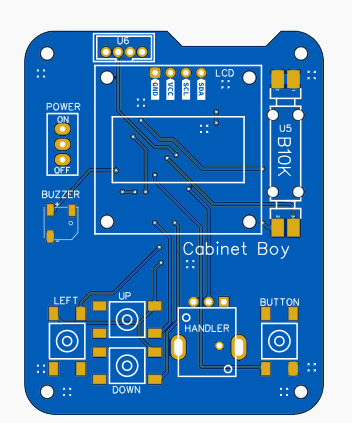 U6
LCD
GND
VCC
SCL
SDA
POWER
ON
OFF
U5
B10K
BUZZER
+
Cabinet Boy
LEFT
UP
HANDLER
BUTTON
DOWN